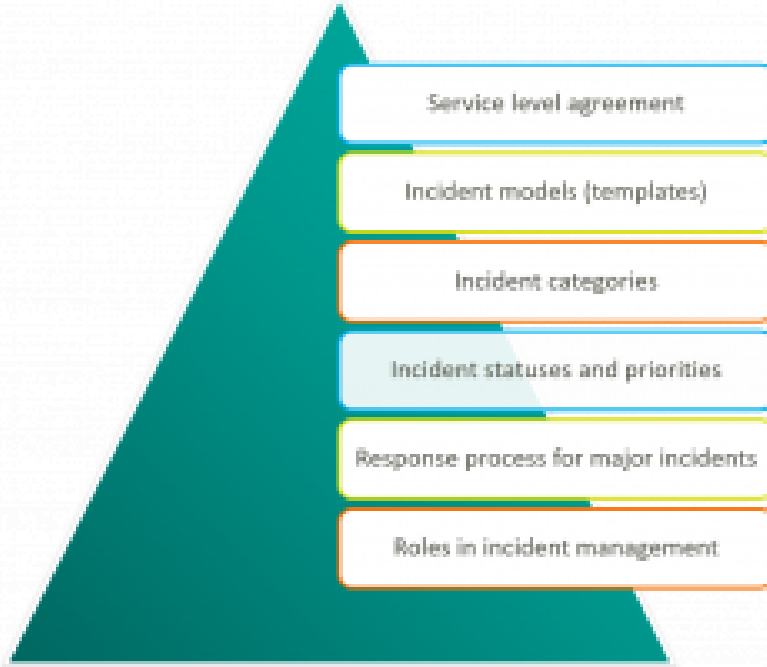 Service level agreement
Incident models (templates)
Incident categories
Incident statuses and priorities
Response process for major incidents
Roles in incident management